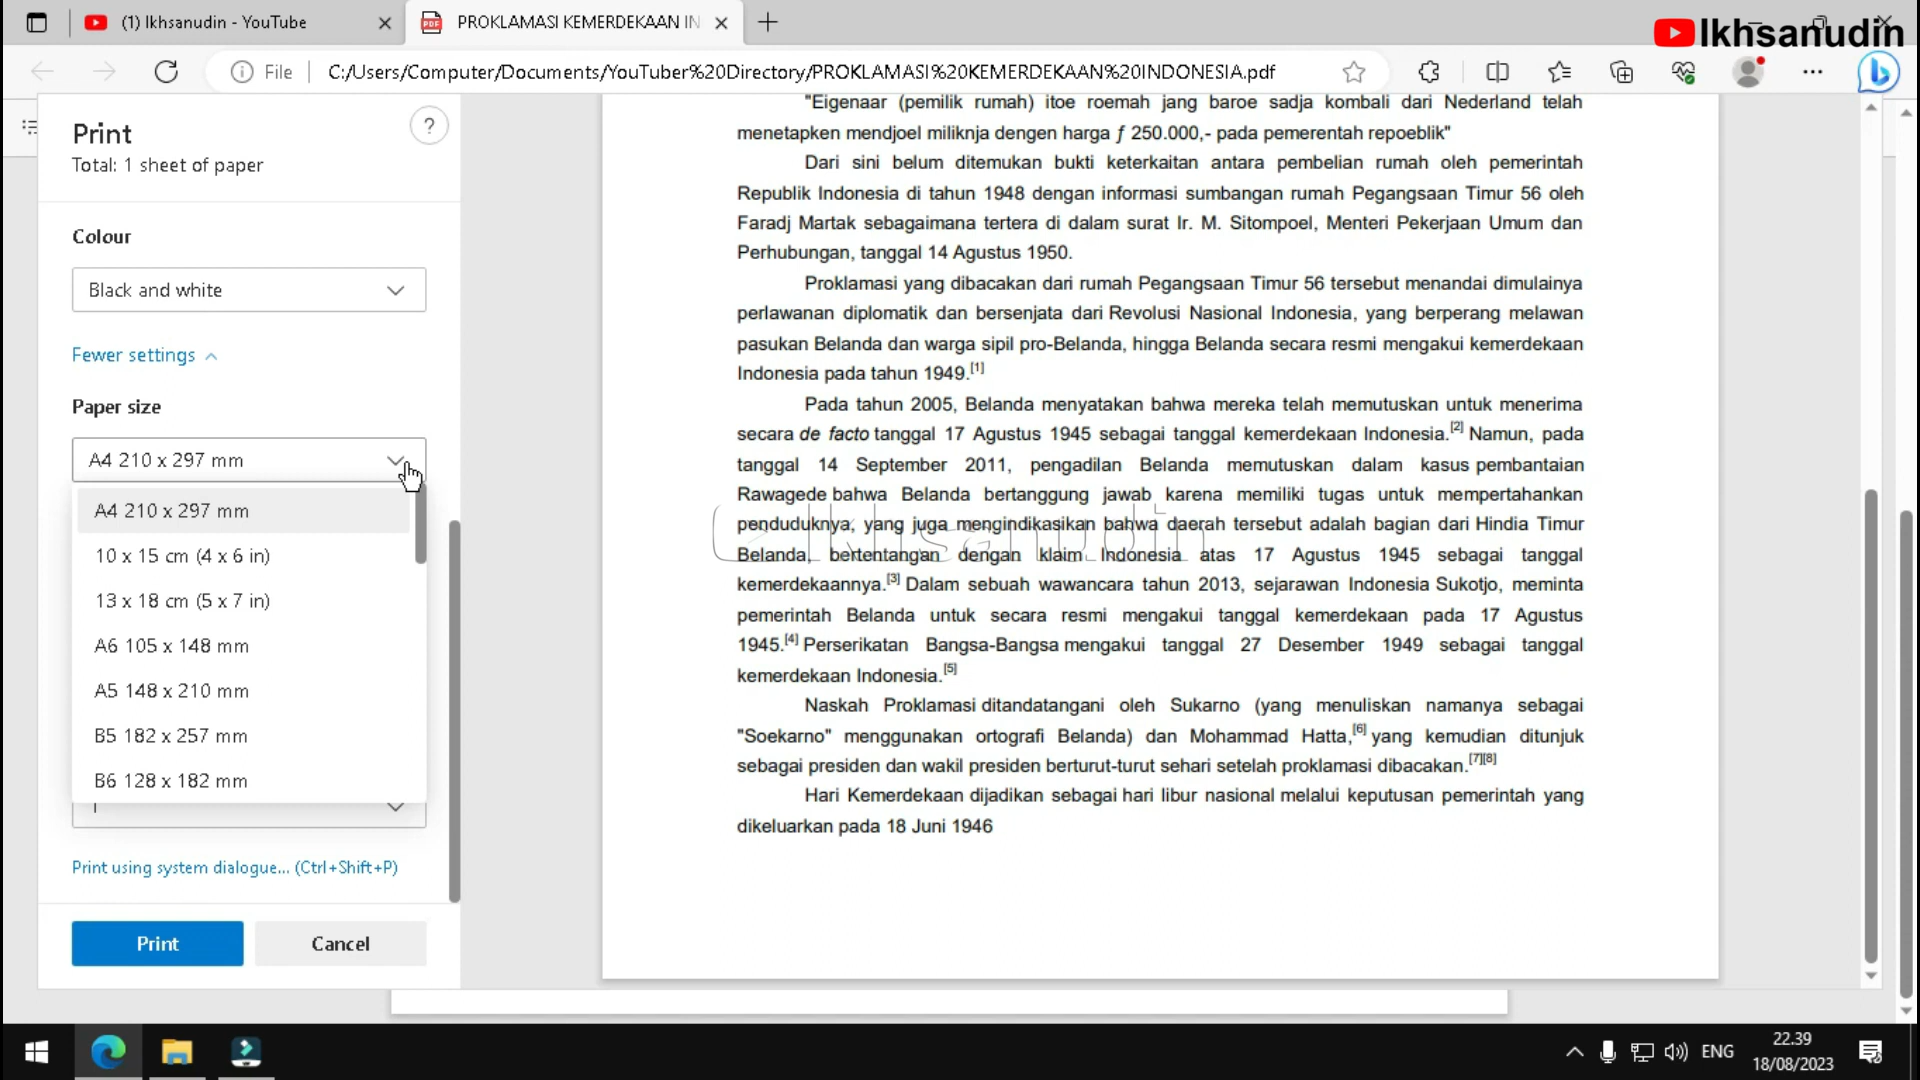 (1) Ikhsanudin - YouTube
PROKLAMASI KEMERDEKAAN IN
Ikhsanudin
File
C:/Users/Computer/Documents/YouTuber%20Directory/PROKLAMASI%20KEMERDEKAAN%20INDONESIA.pdf
Print
?
Total: 1 sheet of paper
Colour
Black and white
Fewer settings
Paper size
A4 210 x 297 mm
A4 210 x 297 mm
10 x 15 cm (4 x 6 in)
13 x 18 cm (5 x 7 in)
A6 105 x 148 mm
A5 148 x 210 mm
B5 182 x 257 mm
B6 128 x 182 mm
Print using system dialogue... (Ctrl+Shift+P)
Print
Cancel
"Eigenaar (pemilik rumah) itoe roemah jang baroe sadja kombali dari Nederland telah
menetapken mendjoel miliknja dengen harga ƒ 250.000,- pada pemerentah repoeblik"
Dari sini belum ditemukan bukti keterkaitan antara pembelian rumah oleh pemerintah
Republik Indonesia di tahun 1948 dengan informasi sumbangan rumah Pegangsaan Timur 56 oleh
Faradj Martak sebagaimana tertera di dalam surat Ir. M. Sitompoel, Menteri Pekerjaan Umum dan
Perhubungan, tanggal 14 Agustus 1950.
Proklamasi yang dibacakan dari rumah Pegangsaan Timur 56 tersebut menandai dimulainya
perlawanan diplomatik dan bersenjata dari Revolusi Nasional Indonesia, yang berperang melawan
pasukan Belanda dan warga sipil pro-Belanda, hingga Belanda secara resmi mengakui kemerdekaan
Indonesia pada tahun 1949.[1]
Pada tahun 2005, Belanda menyatakan bahwa mereka telah memutuskan untuk menerima
secara de facto tanggal 17 Agustus 1945 sebagai tanggal kemerdekaan Indonesia.[2] Namun, pada
tanggal 14 September 2011, pengadilan Belanda memutuskan dalam kasus pembantaian
Rawagede bahwa Belanda bertanggung jawab karena memiliki tugas untuk mempertahankan
penduduknya, yang juga mengindikasikan bahwa daerah tersebut adalah bagian dari Hindia Timur
Belanda, bertentangan dengan klaim Indonesia atas 17 Agustus 1945 sebagai tanggal
kemerdekaannya.[3] Dalam sebuah wawancara tahun 2013, sejarawan Indonesia Sukotjo, meminta
pemerintah Belanda untuk secara resmi mengakui tanggal kemerdekaan pada 17 Agustus
1945.[4] Perserikatan Bangsa-Bangsa mengakui tanggal 27 Desember 1949 sebagai tanggal
kemerdekaan Indonesia.[5]
Naskah Proklamasi ditandatangani oleh Sukarno (yang menuliskan namanya sebagai
"Soekarno" menggunakan ortografi Belanda) dan Mohammad Hatta,[6] yang kemudian ditunjuk
sebagai presiden dan wakil presiden berturut-turut sehari setelah proklamasi dibacakan.[7][8]
Hari Kemerdekaan dijadikan sebagai hari libur nasional melalui keputusan pemerintah yang
dikeluarkan pada 18 Juni 1946
Ikhsanudin
ENG
22.39
18/08/2023